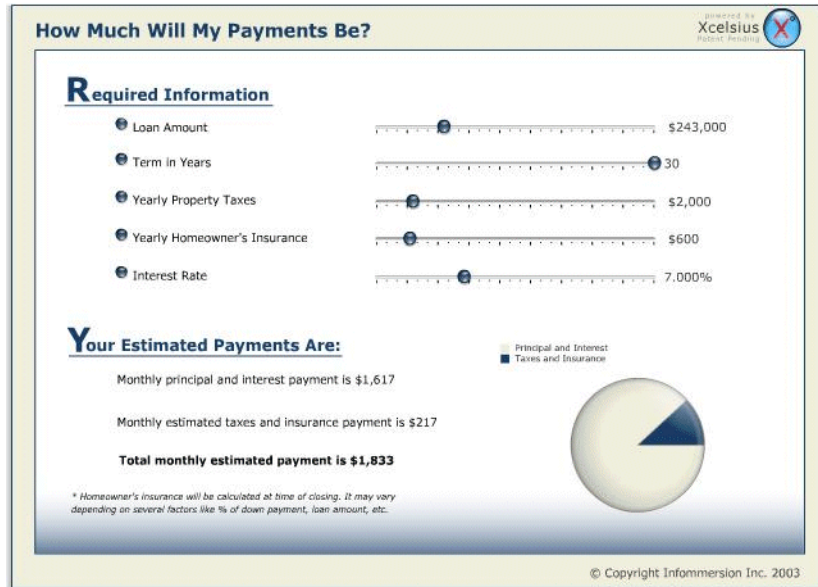 How Much Will My Payments Be?
powered by
Xcelsius
Patent Pending
Required Information
Loan Amount $243,000
Term in Years 30
Yearly Property Taxes $2,000
Yearly Homeowner's Insurance $600
Interest Rate 7.000%
Your Estimated Payments Are:
Principal and Interest
Taxes and Insurance
Monthly principal and interest payment is $1,617
Monthly estimated taxes and insurance payment is $217
Total monthly estimated payment is $1,833
* Homeowner's insurance will be calculated at time of closing. It may vary
depending on several factors like % of down payment, loan amount, etc.
© Copyright Infommersion Inc. 2003